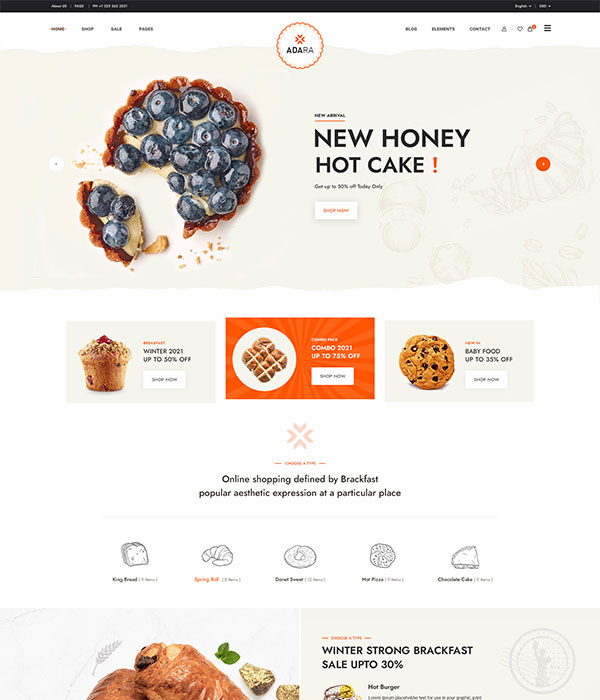 About US FAQS PH +1 222 362 2021
English USD
HOME SHOP SALE PAGES
BLOG ELEMENTS CONTACT
ADARA
NEW ARRIVAL
NEW HONEY
HOT CAKE !
Get up to 50% off Today Only
SHOP NOW
BREAKFAST
WINTER 2021
UP TO 50% OFF
SHOP NOW
COMBO PACK
COMBO 2021
UP TO 75% OFF
SHOP NOW
NEW IN
BABY FOOD
UP TO 35% OFF
SHOP NOW
CHOOSE A TYPE
Online shopping defined by Brackfast
popular aesthetic expression at a particular place
King Bread ( 9 items )
Spring Roll ( 8 items )
Donet Sweet ( 12 items )
Hot Pizza ( 9 items )
Chocolate Cake ( 9 items )
CHOOSE A TYPE
WINTER STRONG BRACKFAST
SALE UPTO 30%
Hot Burger
Lorem Ipsum placeholder text for use in your graphic, print